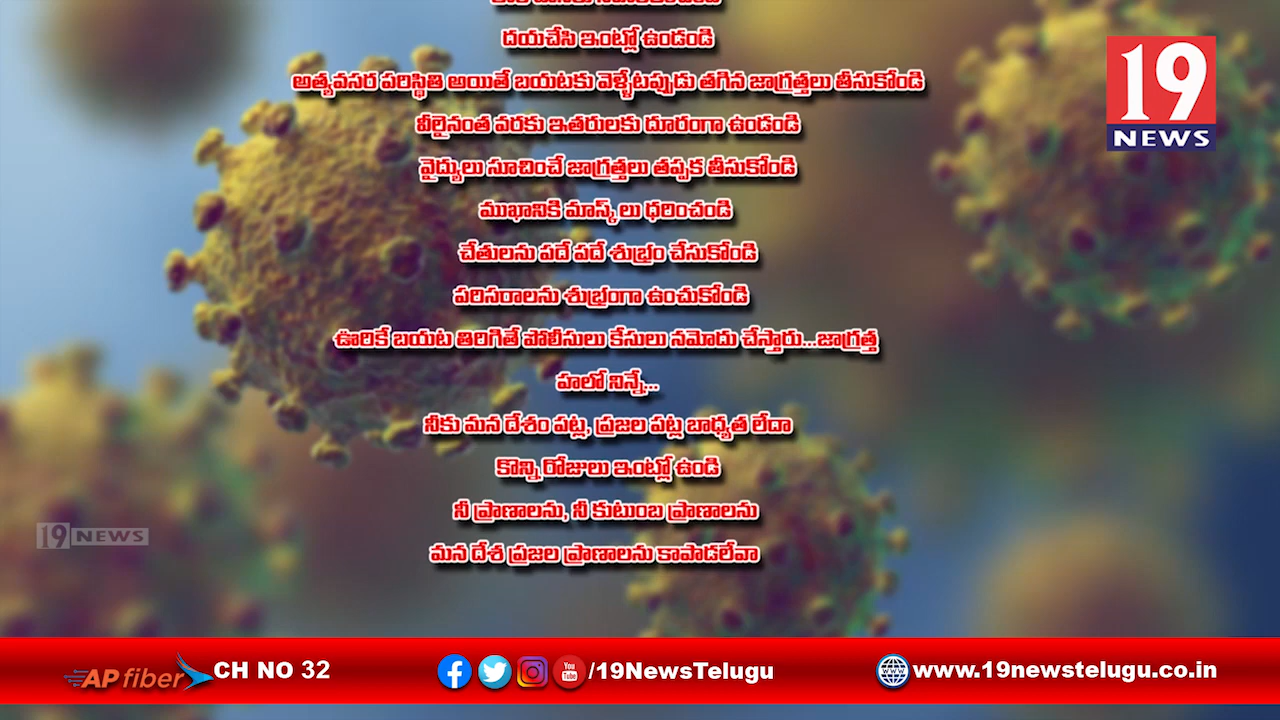 దయచేసి ఇంట్లో ఉండండి
అత్యవసర పరిస్థితి అయితే బయటకు వెళ్ళేటప్పుడు తగిన జాగ్రత్తలు తీసుకోండి
వీలైనంత వరకు ఇతరులకు దూరంగా ఉండండి
వైద్యులు సూచించే జాగ్రత్తలు తప్పక తీసుకోండి
ముఖానికి మాస్క్‌లు ధరించండి
చేతులను పదే పదే శుభ్రం చేసుకోండి
పరిసరాలను శుభ్రంగా ఉంచుకోండి
ఊరికే బయట తిరిగితే పోలీసులు కేసులు నమోదు చేస్తారు...జాగ్రత్త
హలో నిన్నే...
నీకు మన దేశం పట్ల, ప్రజల పట్ల బాధ్యత లేదా
కొన్ని రోజులు ఇంట్లో ఉండి
నీ ప్రాణాలను, నీ కుటుంబ ప్రాణాలను
మన దేశ ప్రజల ప్రాణాలను కాపాడలేవా
19
NEWS
19 NEWS
AP fiber CH NO 32
You Tube /19NewsTelugu
www.19newstelugu.co.in